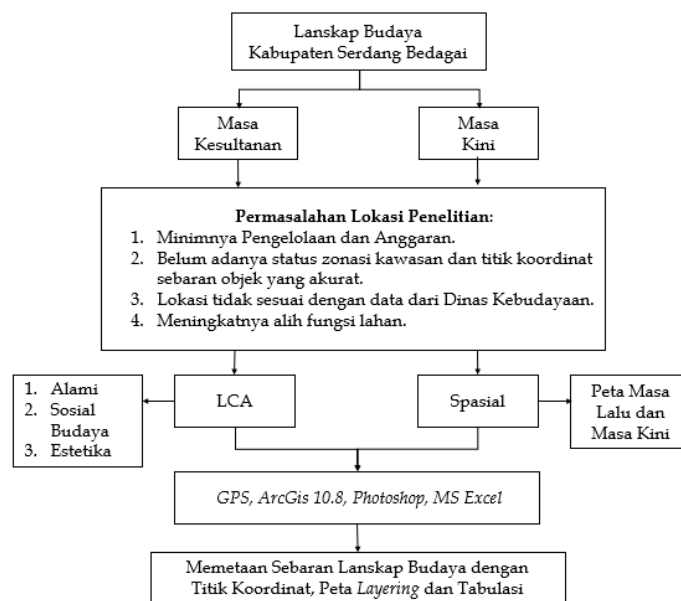 Lanskap Budaya
Kabupaten Serdang Bedagai
Masa
Kesultanan
Masa
Kini
Permasalahan Lokasi Penelitian:
1. Minimnya Pengelolaan dan Anggaran.
2. Belum adanya status zonasi kawasan dan titik koordinat
sebaran objek yang akurat.
3. Lokasi tidak sesuai dengan data dari Dinas Kebudayaan.
4. Meningkatnya alih fungsi lahan.
1. Alami
2. Sosial
Budaya
3. Estetika
LCA
Spasial
Peta Masa
Lalu dan
Masa Kini
GPS, ArcGis 10.8, Photoshop, MS Excel
Memetaan Sebaran Lanskap Budaya dengan
Titik Koordinat, Peta Layering dan Tabulasi